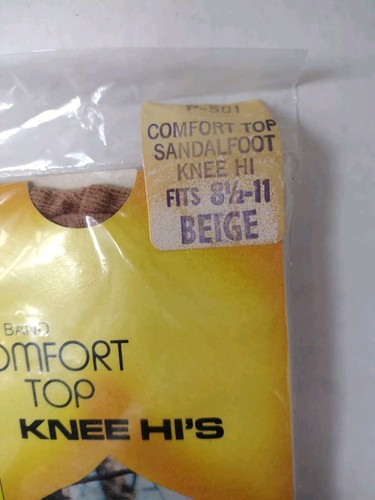 P-501
COMFORT TOP
SANDALFOOT
KNEE HI
FITS 8½-11
BEIGE
BAND
OMFORT
TOP
KNEE HI'S